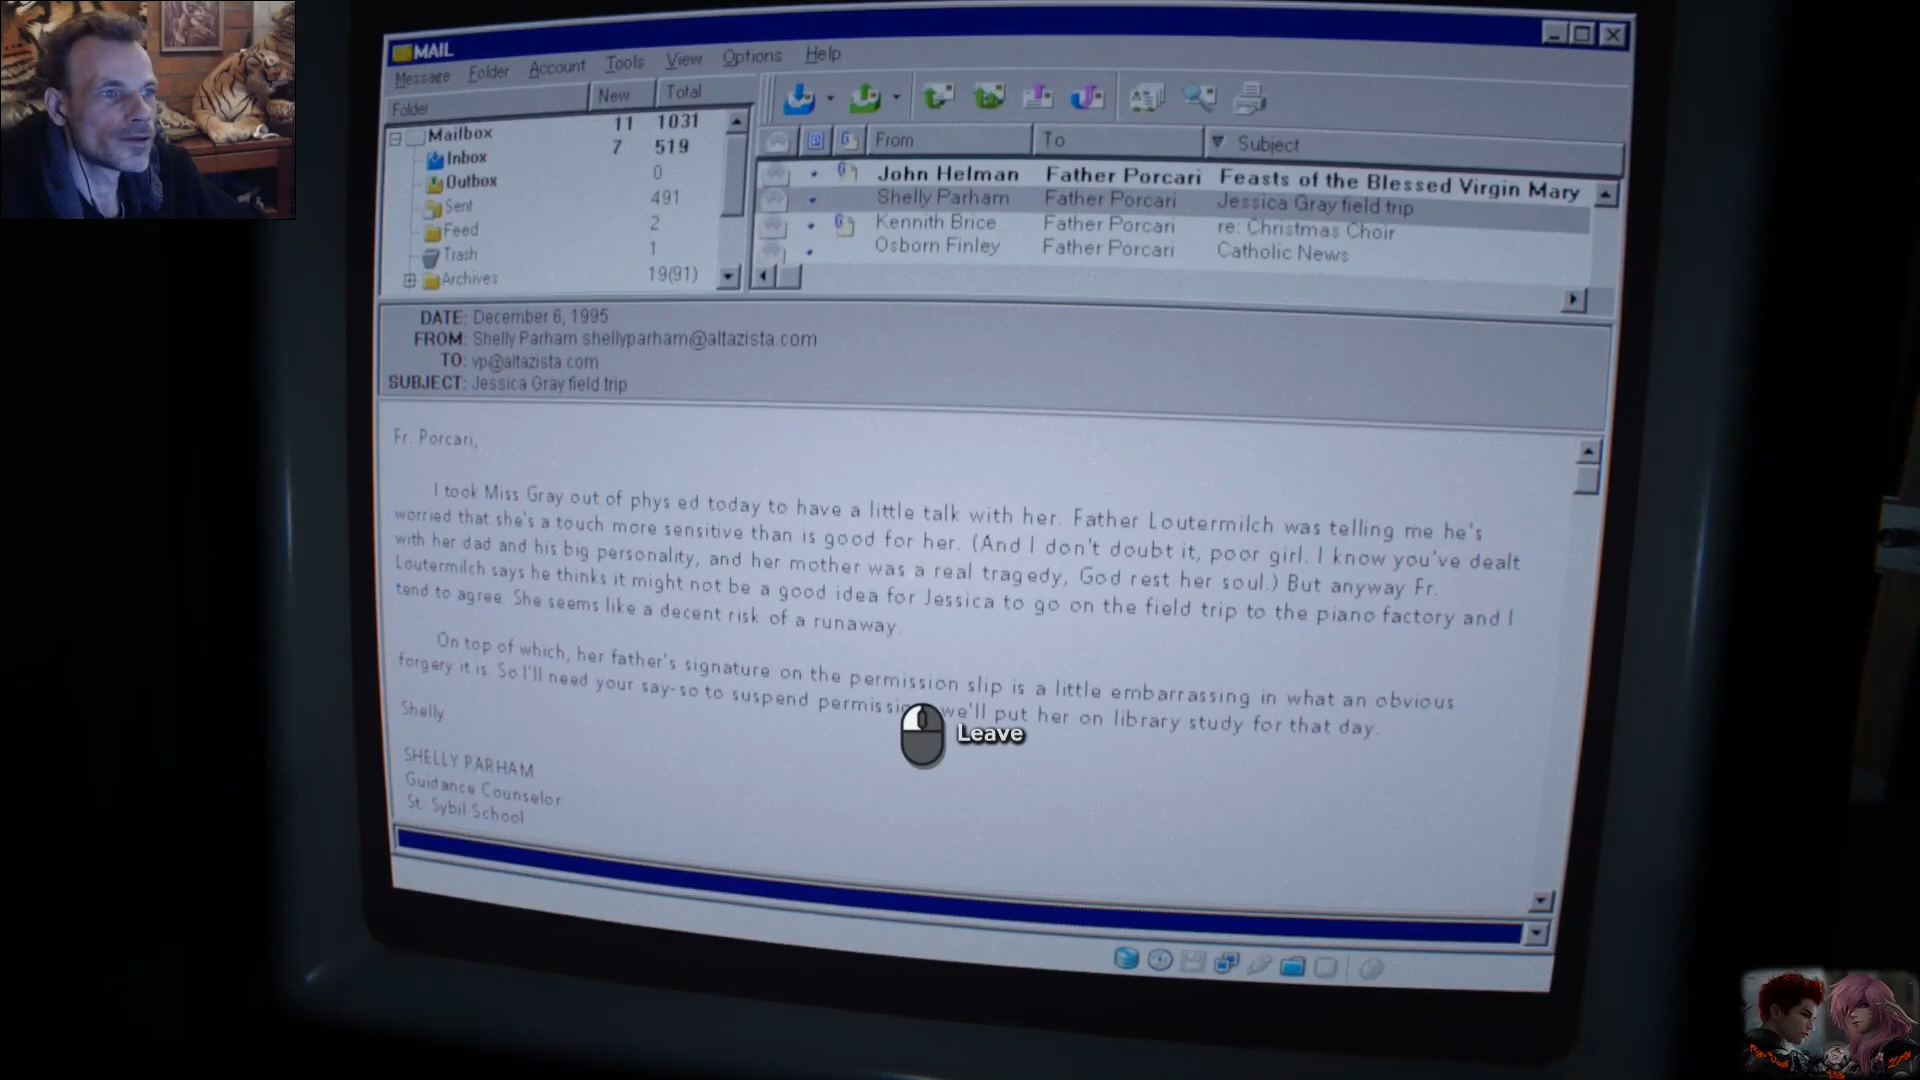 MAIL
Message Folder Account Tools View Options Help
Folder New Total
Mailbox 11 1031
Inbox 7 519
Outbox 0
Sent 491
Feed 2
Trash 1
Archives 19(91)
From To Subject
John Helman Father Porcari Feasts of the Blessed Virgin Mary
Shelly Parham Father Porcari Jessica Gray field trip
Kennith Brice Father Porcari re: Christmas Choir
Osborn Finley Father Porcari Catholic News
DATE: December 6, 1995
FROM: Shelly Parham shellyparham@altazista.com
TO: vp@altazista.com
SUBJECT: Jessica Gray field trip
Fr. Porcari,
I took Miss Gray out of phys ed today to have a little talk with her. Father Loutermilch was telling me he's
worried that she's a touch more sensitive than is good for her. (And I don't doubt it, poor girl. I know you've dealt
with her dad and his big personality, and her mother was a real tragedy, God rest her soul.) But anyway Fr.
Loutermilch says he thinks it might not be a good idea for Jessica to go on the field trip to the piano factory and I
tend to agree. She seems like a decent risk of a runaway.
On top of which, her father's signature on the permission slip is a little embarrassing in what an obvious
forgery it is. So I'll need your say-so to suspend permission we'll put her on library study for that day.
Leave
Shelly
SHELLY PARHAM
Guidance Counselor
St. Sybil School